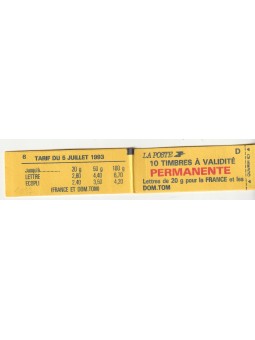 8 TARIF DU 5 JUILLET 1993
Jusqu'à... 20 g 50 g 100 g
LETTRE 2,80 4,40 6,70
ECOPLI 2,40 3,50 4,20
(FRANCE ET DOM.TOM)
LA POSTE D
10 TIMBRES À VALIDITÉ
PERMANENTE
Lettres de 20 g pour la FRANCE et les
DOM.TOM